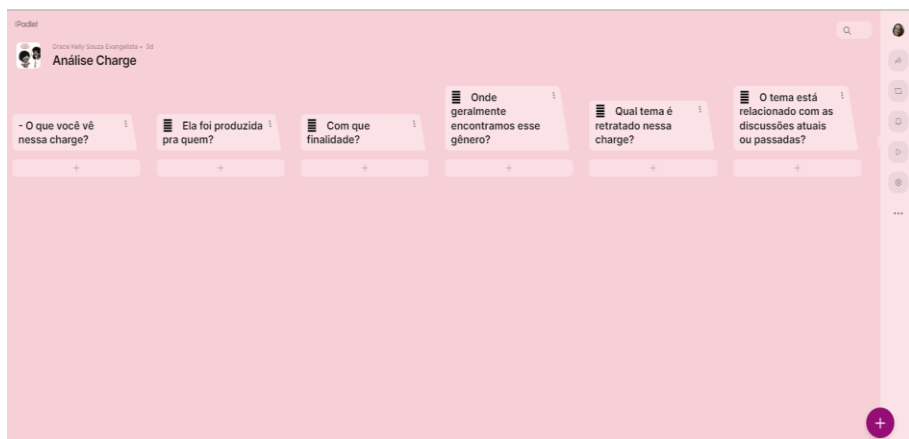 :Padlet
Grace Kelly Souza Evangelista • 3d
Análise Charge
- O que você vê
nessa charge?
Ela foi produzida
pra quem?
Com que
finalidade?
Onde
geralmente
encontramos esse
gênero?
Qual tema é
retratado nessa
charge?
O tema está
relacionado com as
discussões atuais
ou passadas?